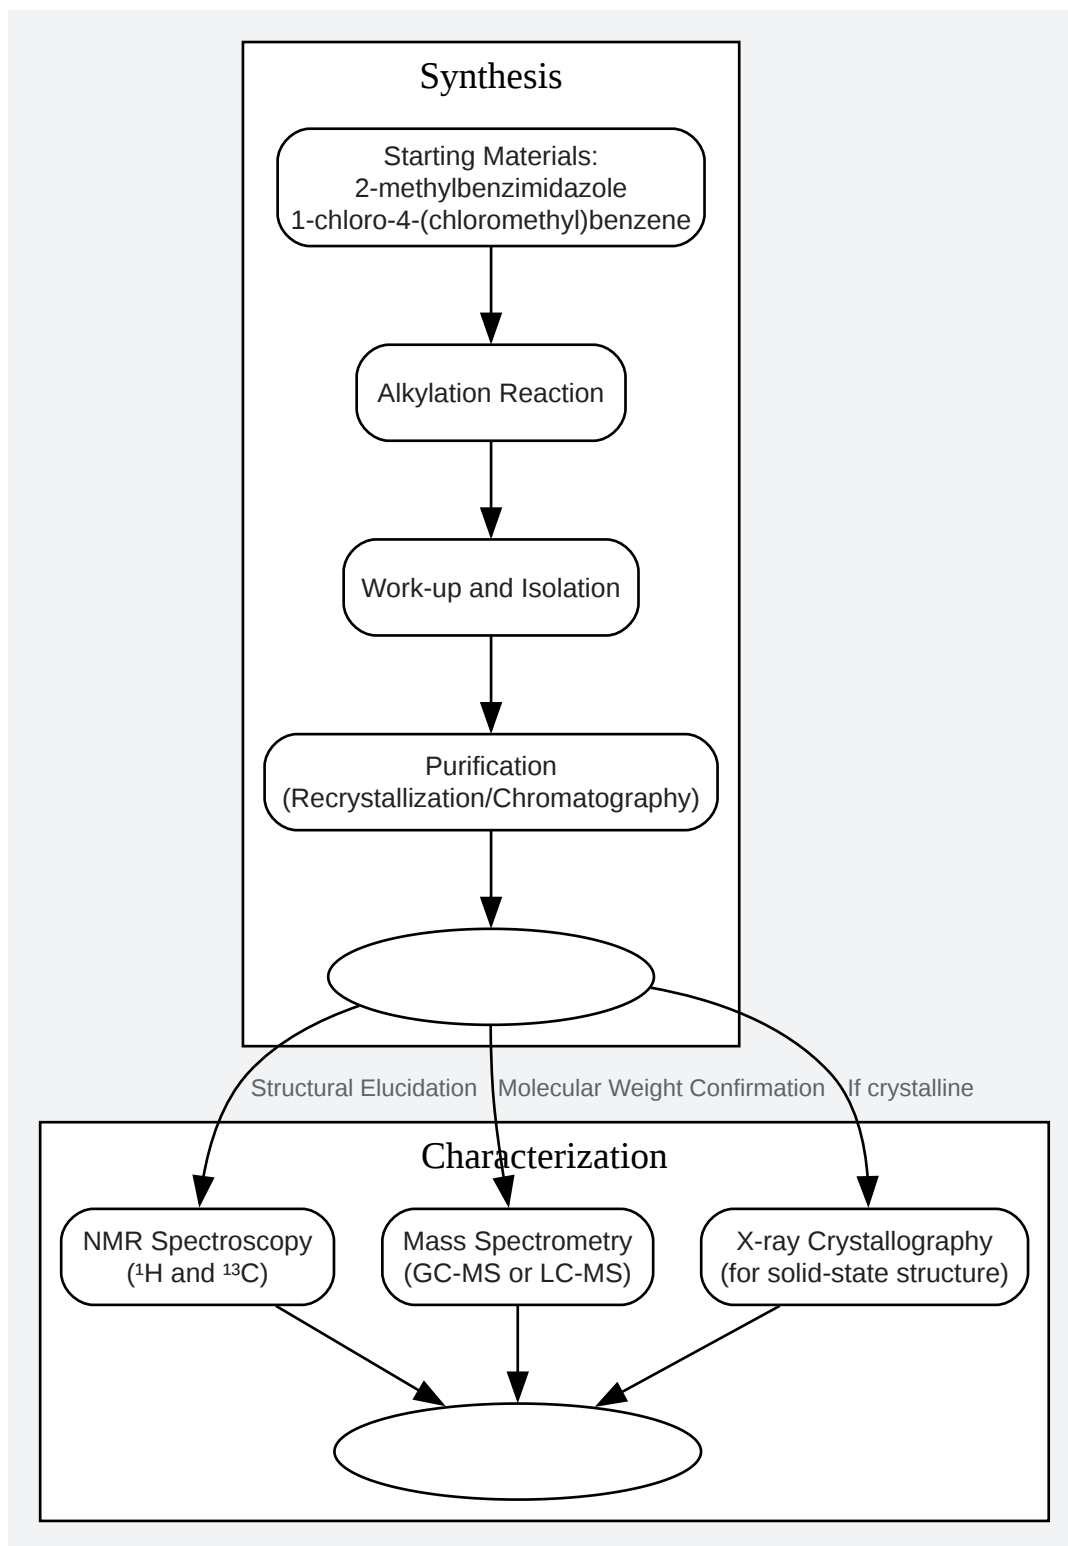 Synthesis
Starting Materials:
2-methylbenzimidazole
1-chloro-4-(chloromethyl)benzene
Alkylation Reaction
Work-up and Isolation
Purification
(Recrystallization/Chromatography)
Structural Elucidation
Molecular Weight Confirmation
If crystalline
Characterization
NMR Spectroscopy
(¹H and ¹³C)
Mass Spectrometry
(GC-MS or LC-MS)
X-ray Crystallography
(for solid-state structure)